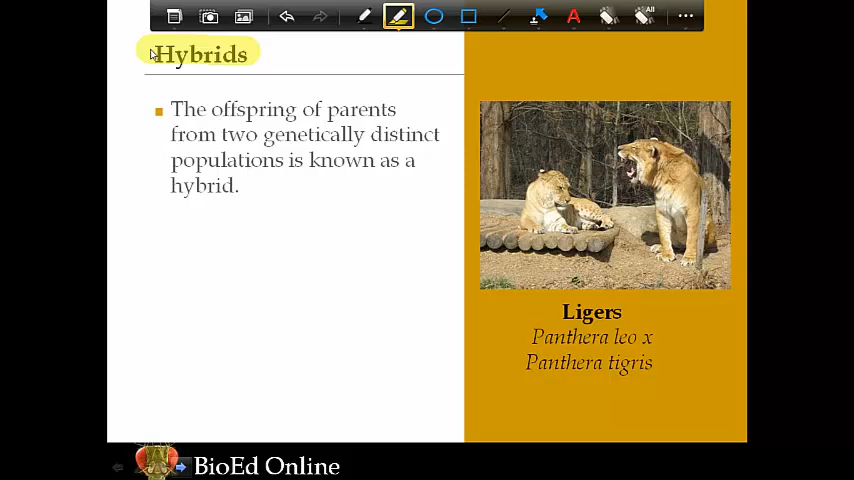 A
All
Hybrids
The offspring of parents
from two genetically distinct
populations is known as a
hybrid.
Ligers
Panthera leo x
Panthera tigris
BioEd Online